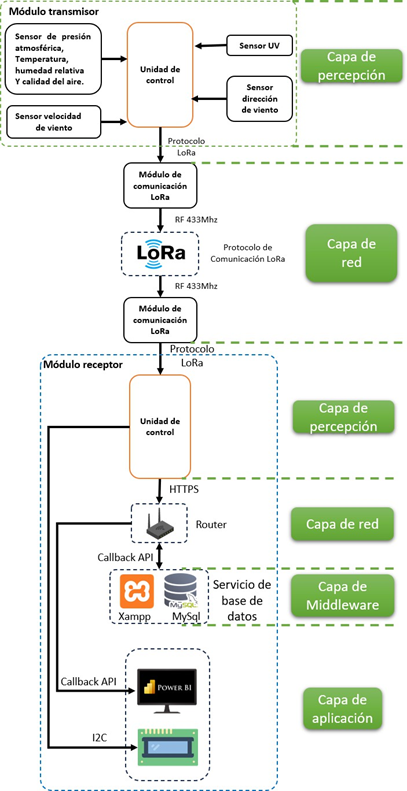 Módulo transmisor
Sensor de presión
atmosférica,
Temperatura,
humedad relativa
Y calidad del aire.
Sensor velocidad
de viento
Unidad de
control
Sensor UV
Sensor
dirección
de viento
Capa de
percepción
Protocolo
LoRa
Módulo de
comunicación
LoRa
RF 433Mhz
LoRa
Protocolo de
Comunicación LoRa
Capa de
red
RF 433Mhz
Módulo de
comunicación
LoRa
Protocolo
LoRa
Módulo receptor
Unidad de
control
Capa de
percepción
HTTPS
Router
Capa de red
Callback API
Xampp
MySQL
MySql
Servicio de
base de
datos
Capa de
Middleware
Callback API
Power BI
I2C
Capa de
aplicación